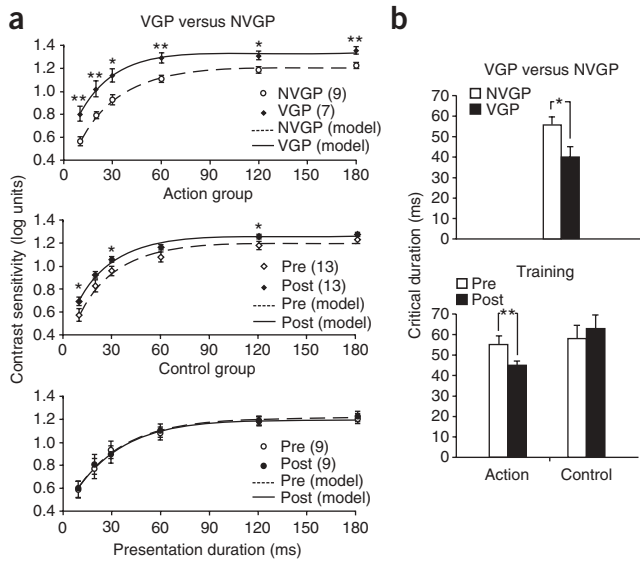 a
VGP versus NVGP
1.4
1.2
1.0
0.8
0.6
0.4
** ** * ** * **
NVGP (9)
VGP (7)
NVGP (model)
VGP (model)
0 30 60 90 120 150 180
Action group
1.4
1.2
1.0
0.8
0.6
0.4
* * *
Pre (13)
Post (13)
Pre (model)
Post (model)
0 30 60 90 120 150 180
Control group
1.4
1.2
1.0
0.8
0.6
0.4
Pre (9)
Post (9)
Pre (model)
Post (model)
0 30 60 90 120 150 180
Presentation duration (ms)
Contrast sensitivity (log units)
b
VGP versus NVGP
NVGP
VGP
70
60
50
40
30
20
10
0
*
Training
Pre
Post
70
60
50
40
30
20
10
0
**
Action Control
Critical duration (ms)